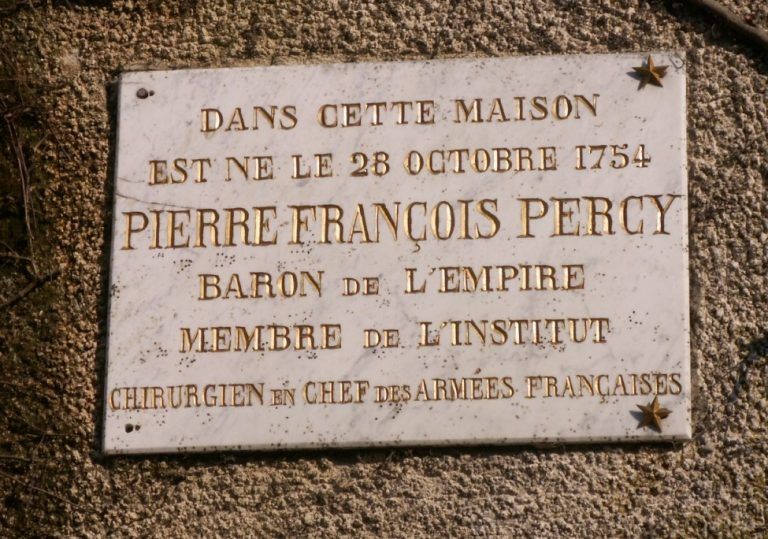 DANS CETTE MAISON
EST NE LE 28 OCTOBRE 1754
PIERRE FRANÇOIS PERCY
BARON DE L'EMPIRE
MEMBRE DE L'INSTITUT
CHIRURGIEN EN CHEF DES ARMÉES FRANÇAISES